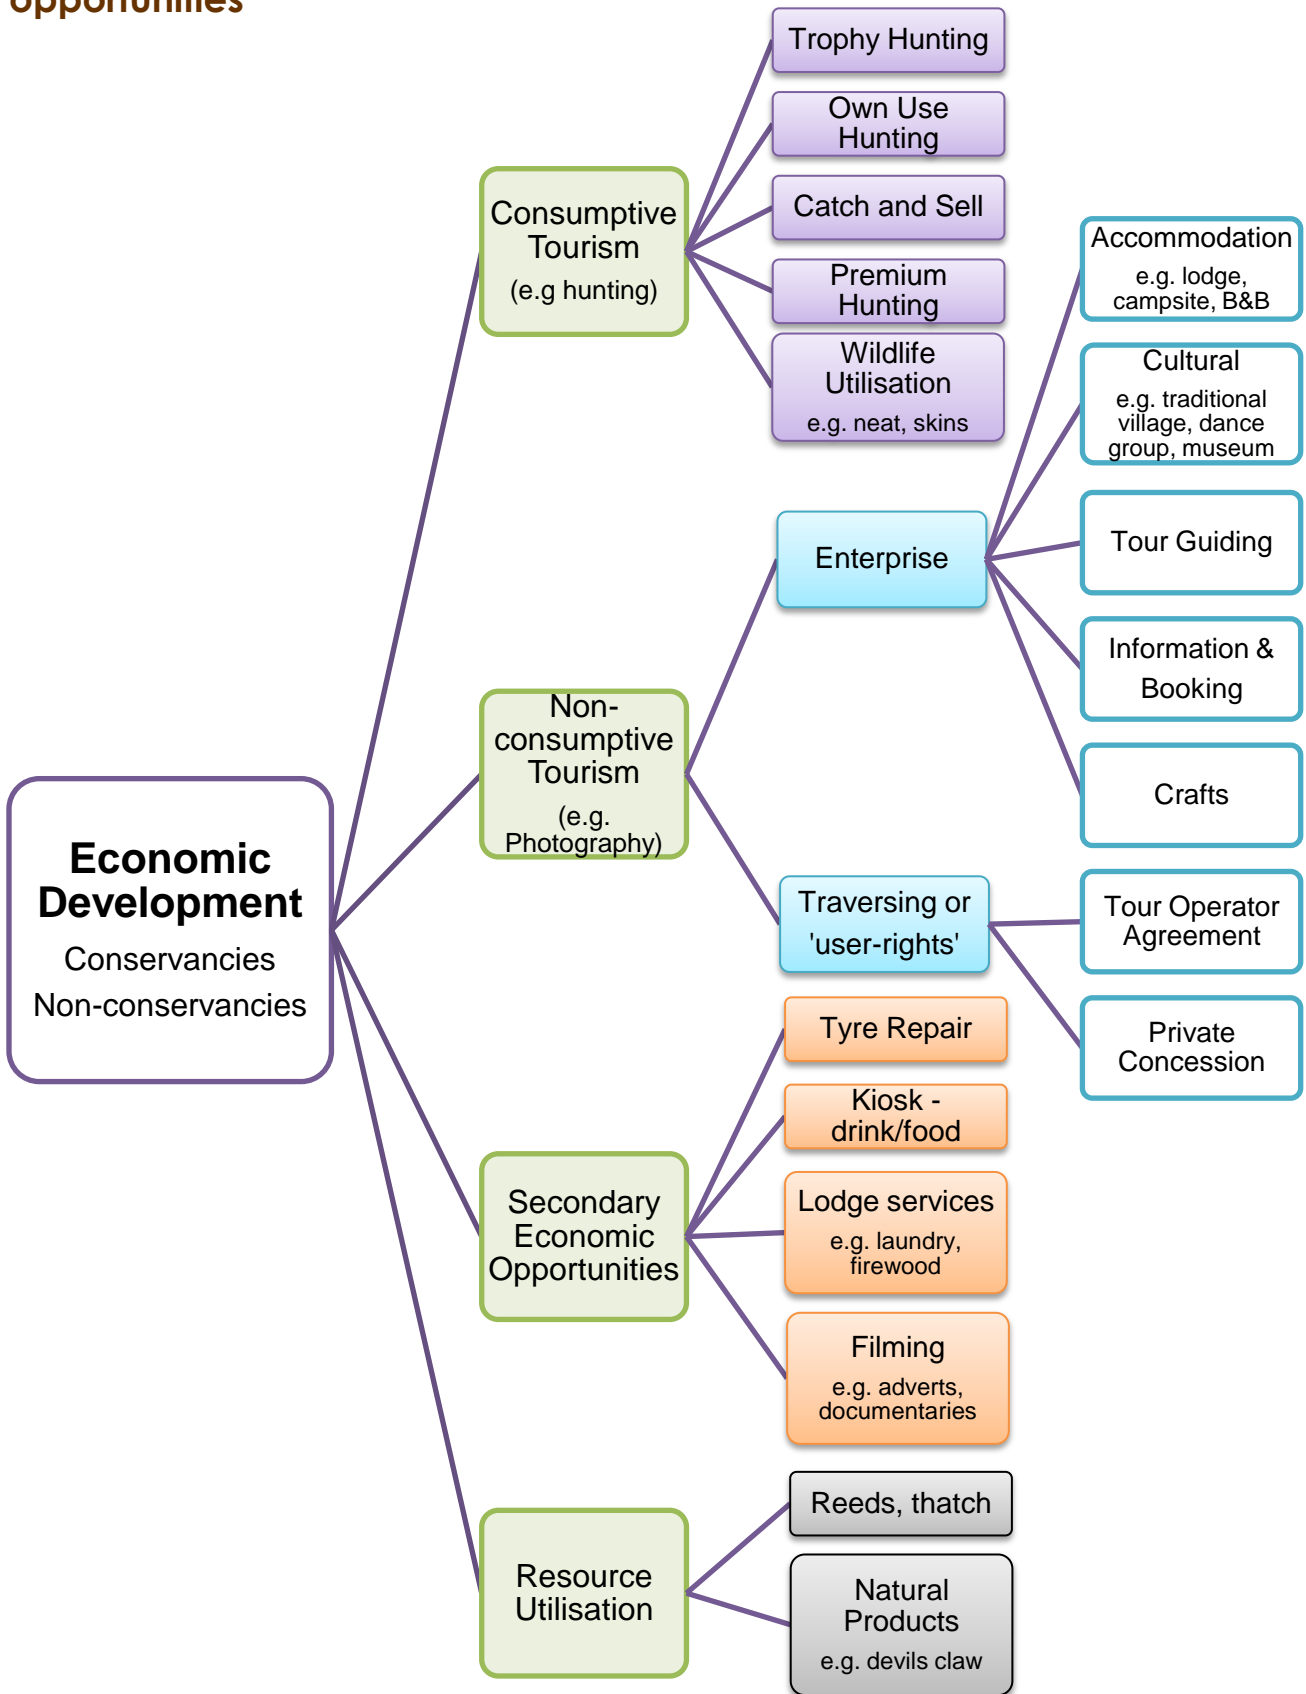 opportunities
Economic
Development
Conservancies
Non-conservancies
Consumptive
Tourism
(e.g hunting)
Trophy Hunting
Own Use
Hunting
Catch and Sell
Premium
Hunting
Wildlife
Utilisation
e.g. neat, skins
Non-
consumptive
Tourism
(e.g.
Photography)
Enterprise
Accommodation
e.g. lodge,
campsite, B&B
Cultural
e.g. traditional
village, dance
group, museum
Tour Guiding
Information &
Booking
Crafts
Traversing or
'user-rights'
Tour Operator
Agreement
Private
Concession
Secondary
Economic
Opportunities
Tyre Repair
Kiosk -
drink/food
Lodge services
e.g. laundry,
firewood
Filming
e.g. adverts,
documentaries
Resource
Utilisation
Reeds, thatch
Natural
Products
e.g. devils claw